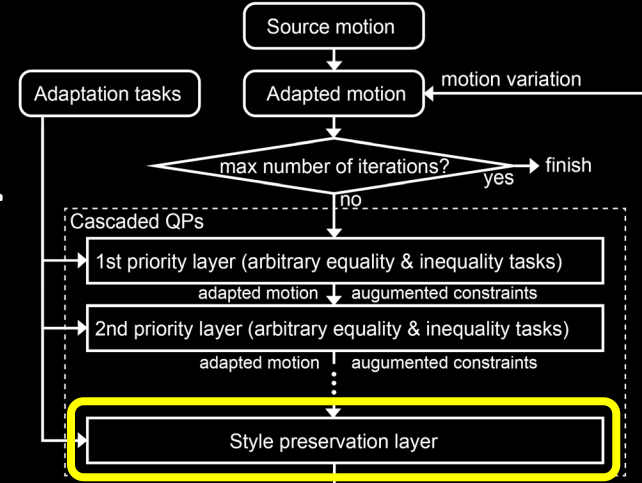 Source motion
Adaptation tasks
Adapted motion
motion variation
max number of iterations?
yes
finish
no
Cascaded QPs
1st priority layer (arbitrary equality & inequality tasks)
adapted motion
augumented constraints
2nd priority layer (arbitrary equality & inequality tasks)
adapted motion
augumented constraints
Style preservation layer